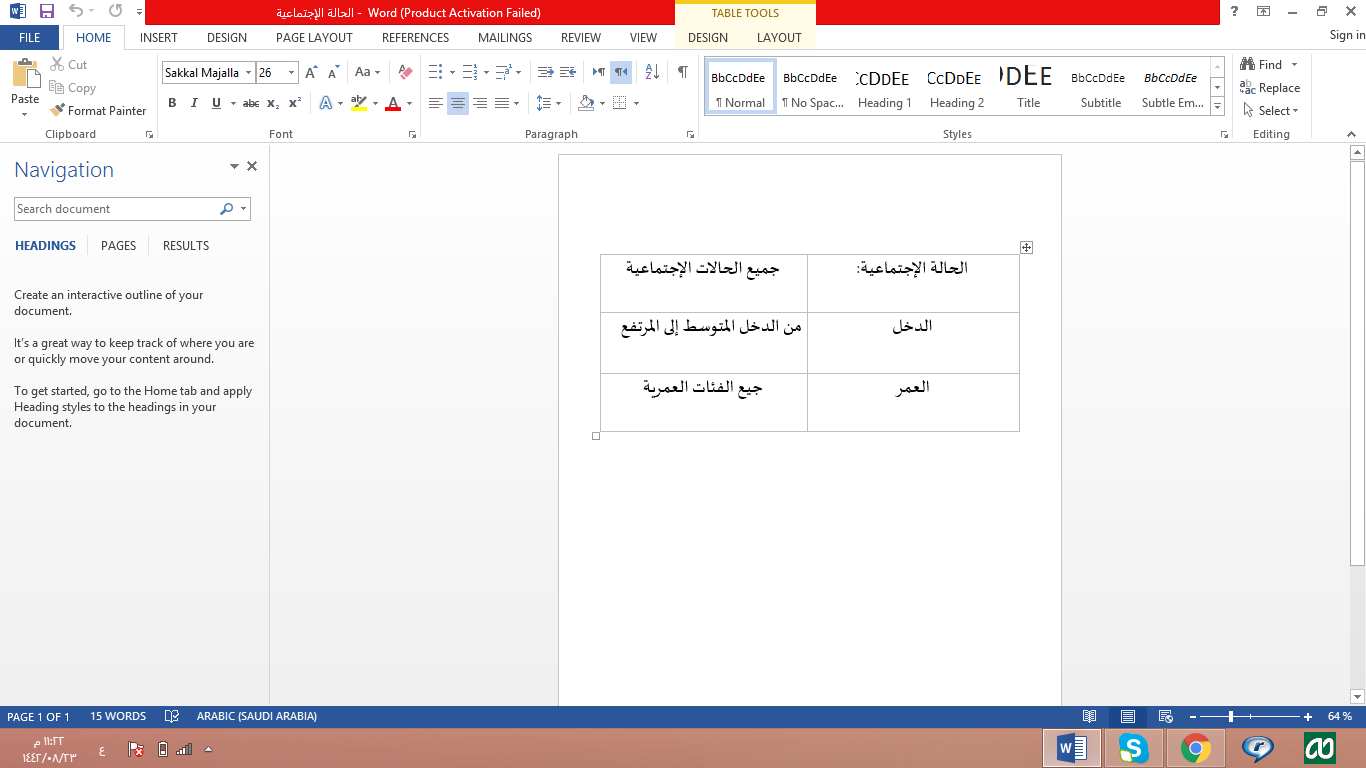 الحالة الإجتماعية - Word (Product Activation Failed)
TABLE TOOLS
FILE HOME INSERT DESIGN PAGE LAYOUT REFERENCES MAILINGS REVIEW VIEW DESIGN LAYOUT Sign in
Paste
Cut
Copy
Format Painter
Clipboard
Sakkal Majalla 26
Font
Paragraph
BbCcDdEe BbCcDdEe CcDdEe CcDdEe BbCcDdEe BbCcDdEe
¶ Normal ¶ No Spac... Heading 1 Heading 2 Title Subtitle Subtle Em...
Styles
Find
Replace
Select
Editing
Navigation
Search document
HEADINGS PAGES RESULTS
Create an interactive outline of your
document.
It's a great way to keep track of where you are
or quickly move your content around.
To get started, go to the Home tab and apply
Heading styles to the headings in your
document.
الحالة الإجتماعية: جميع الحالات الإجتماعية
الدخل من الدخل المتوسط إلى المرتفع
العمر جيع الفئات العمرية
PAGE 1 OF 1 15 WORDS ARABIC (SAUDI ARABIA) 64 %
١١:٢٢ م
ع
١٤٤٢/٠٨/٢٣